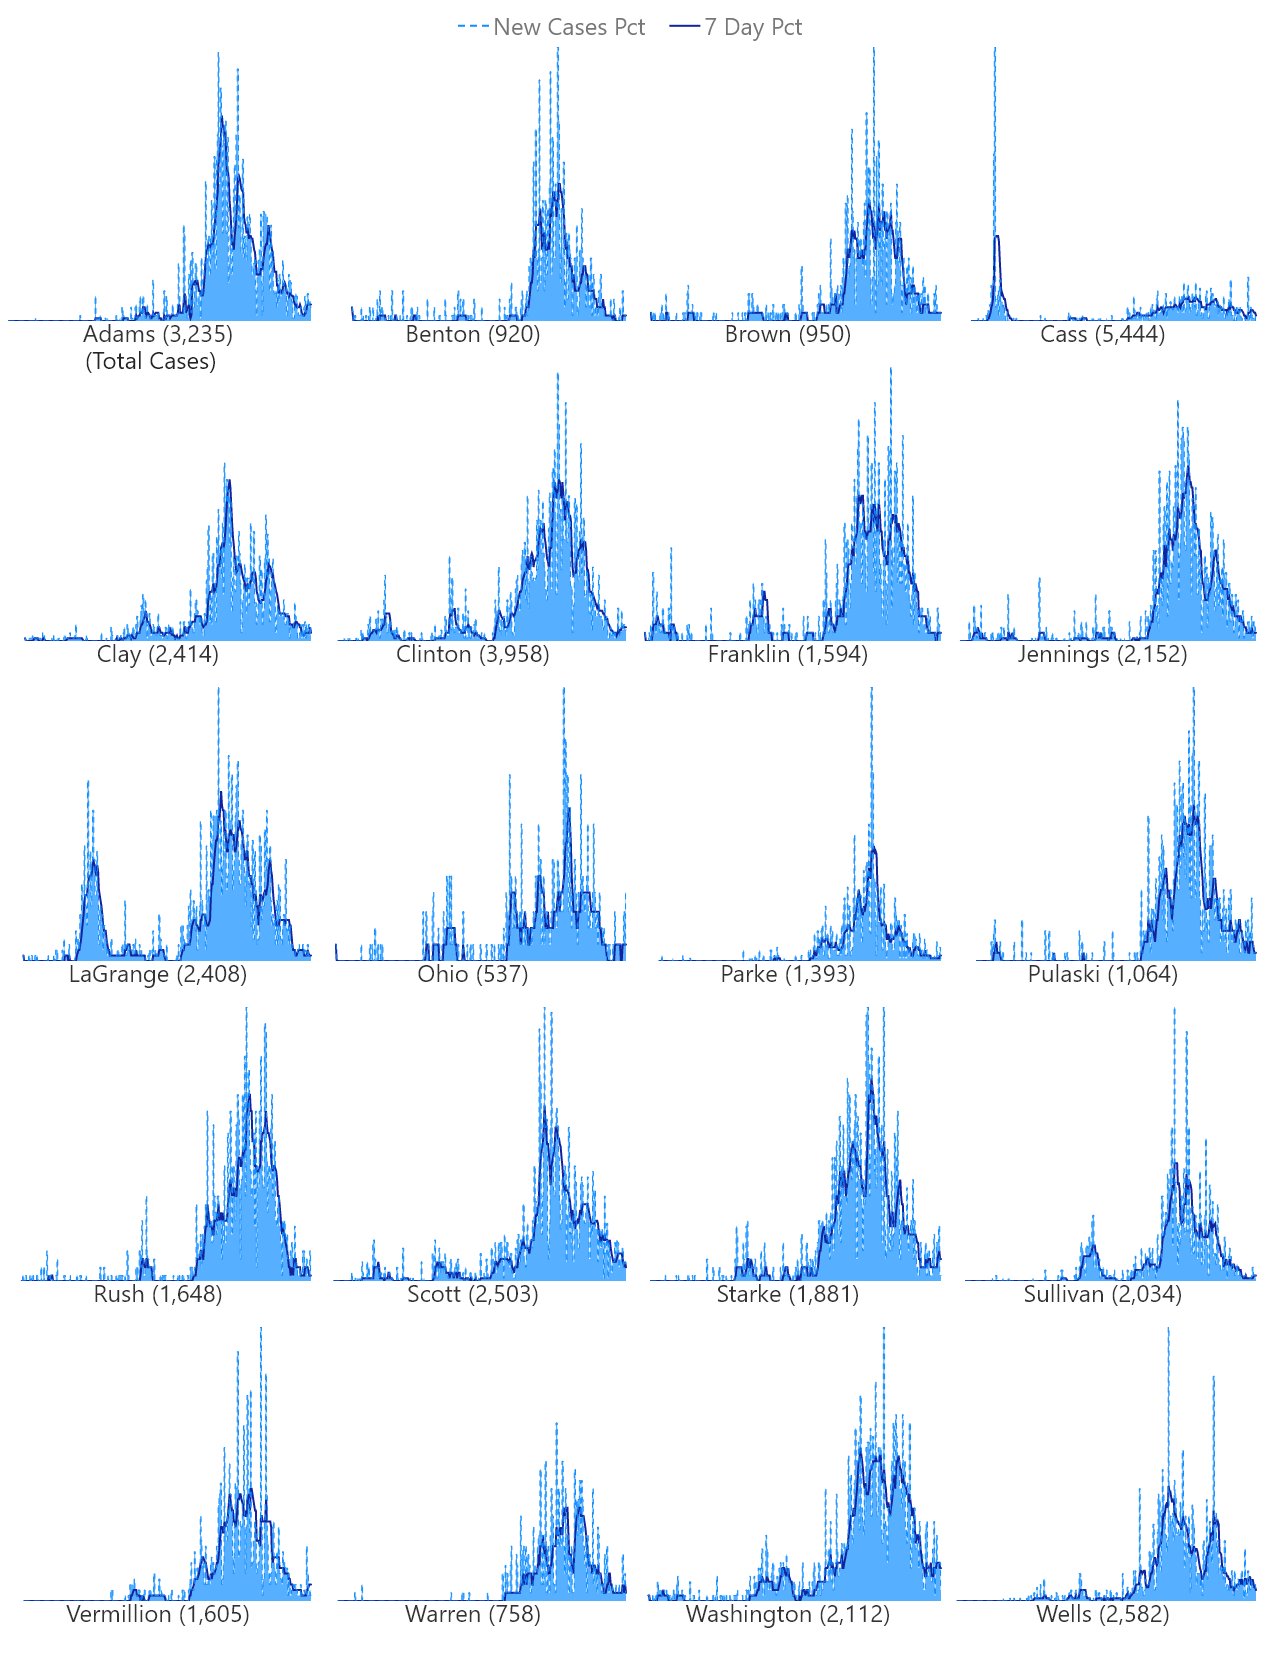 New Cases Pct 7 Day Pct
Adams (3,235) Benton (920) Brown (950) Cass (5,444)
(Total Cases)
Clay (2,414) Clinton (3,958) Franklin (1,594) Jennings (2,152)
LaGrange (2,408) Ohio (537) Parke (1,393) Pulaski (1,064)
Rush (1,648) Scott (2,503) Starke (1,881) Sullivan (2,034)
Vermillion (1,605) Warren (758) Washington (2,112) Wells (2,582)